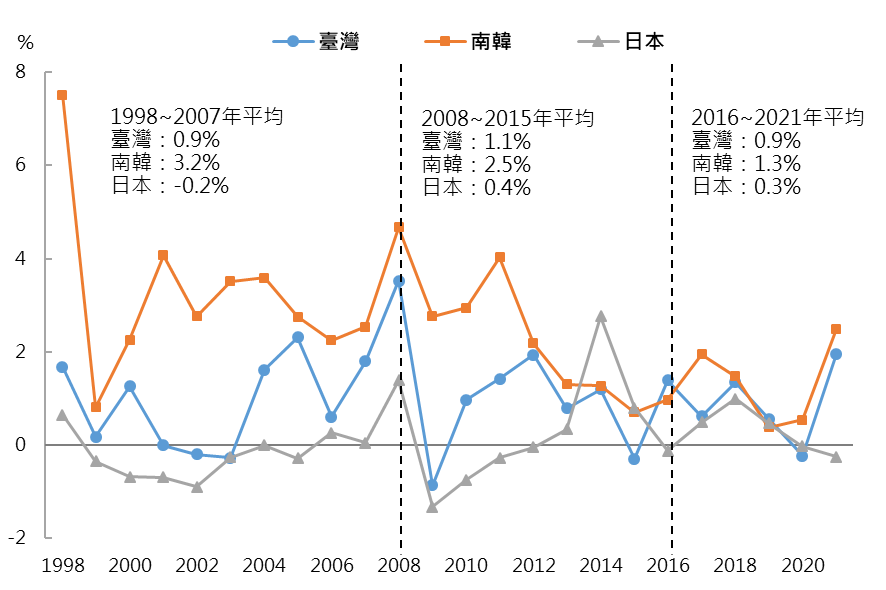 %
臺灣
南韓
日本
8
6
4
2
0
-2
1998~2007年平均
臺灣：0.9%
南韓：3.2%
日本：-0.2%
2008~2015年平均
臺灣：1.1%
南韓：2.5%
日本：0.4%
2016~2021年平均
臺灣：0.9%
南韓：1.3%
日本：0.3%
1998 2000 2002 2004 2006 2008 2010 2012 2014 2016 2018 2020